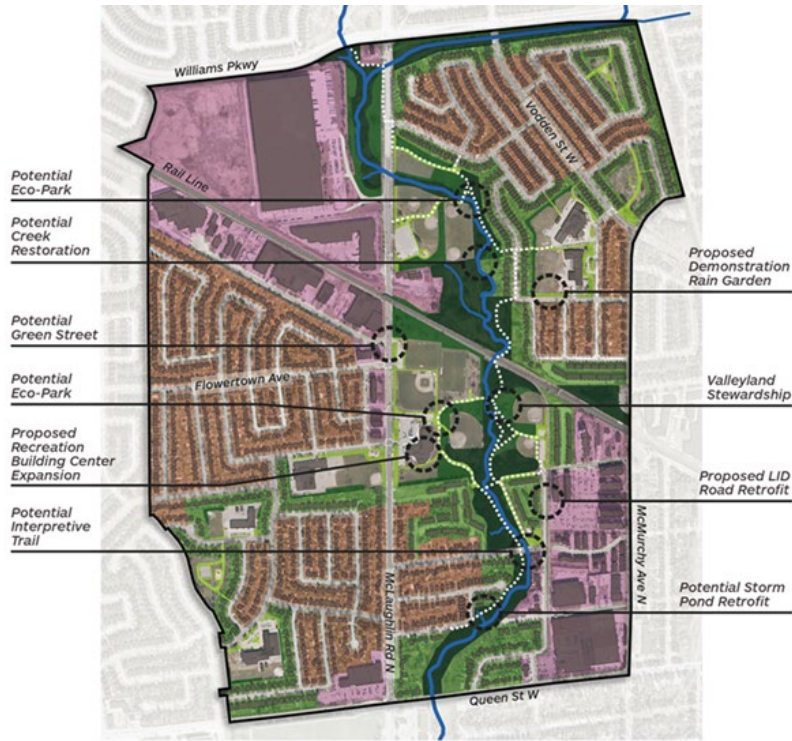 Williams Pkwy
Vodden St W
Rail Line
Potential
Eco-Park
Potential
Creek
Restoration
Proposed
Demonstration
Rain Garden
Potential
Green Street
Flowertown Ave
Potential
Eco-Park
Valleyland
Stewardship
Proposed
Recreation
Building Center
Expansion
Proposed LID
Road Retrofit
Potential
Interpretive
Trail
McLaughlin Rd N
McMurchy Ave N
Potential Storm
Pond Retrofit
Queen St W